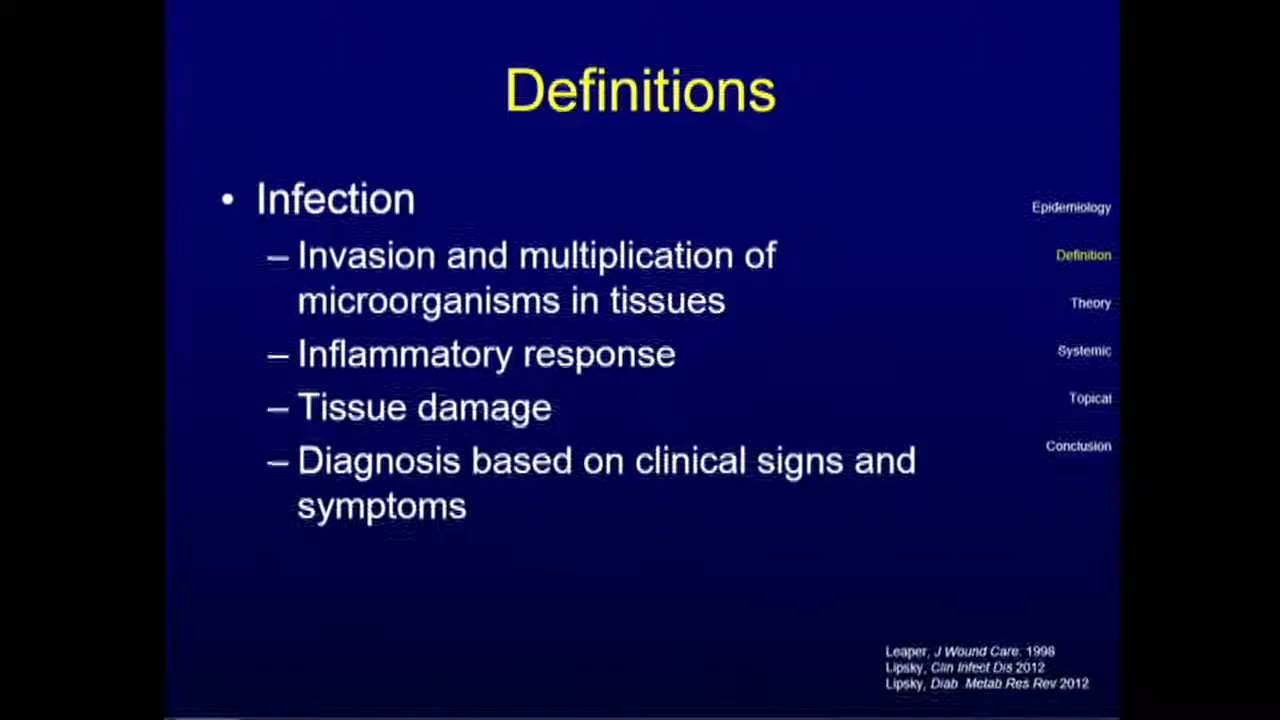 Definitions
• Infection
– Invasion and multiplication of
microorganisms in tissues
– Inflammatory response
– Tissue damage
– Diagnosis based on clinical signs and
symptoms
Epidemiology
Definition
Theory
Systemic
Topical
Conclusion
Leaper, J Wound Care. 1998
Lipsky, Clin Infect Dis 2012
Lipsky, Diab Metab Res Rev 2012